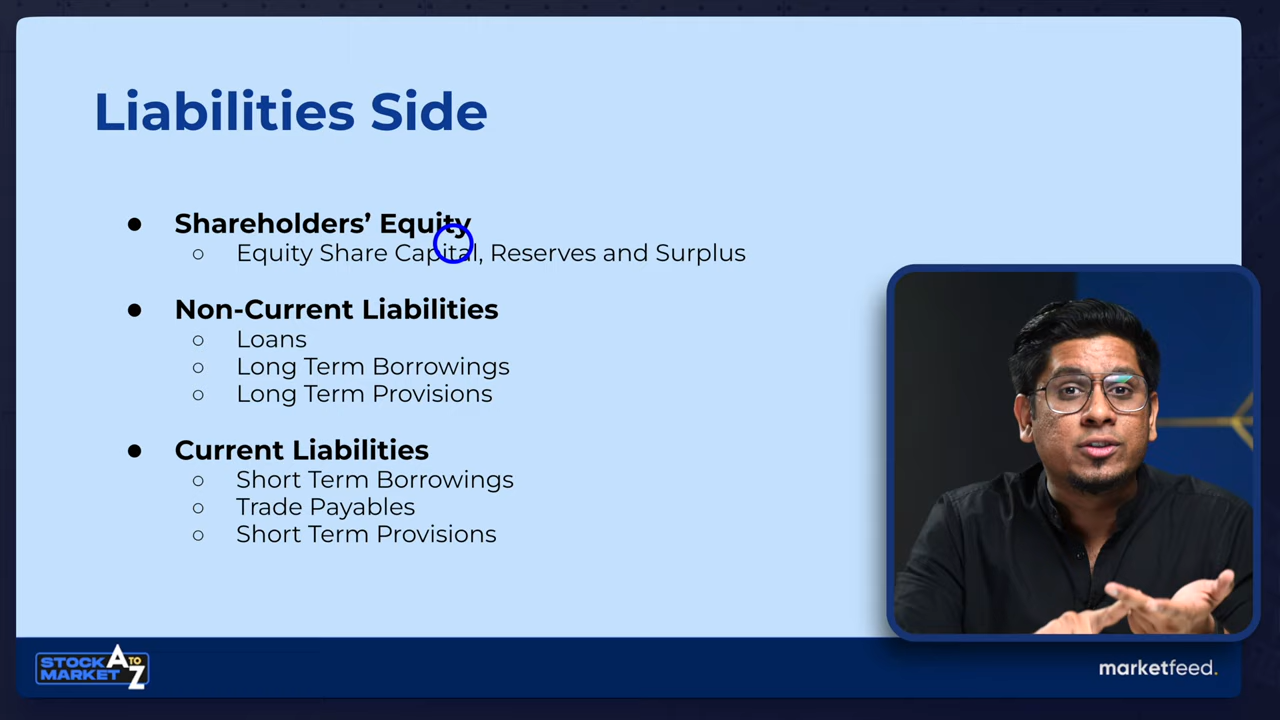 Liabilities Side
● Shareholders’ Equity
○ Equity Share Capital, Reserves and Surplus
● Non-Current Liabilities
○ Loans
○ Long Term Borrowings
○ Long Term Provisions
● Current Liabilities
○ Short Term Borrowings
○ Trade Payables
○ Short Term Provisions
STOCK MARKET A TO Z
marketfeed.